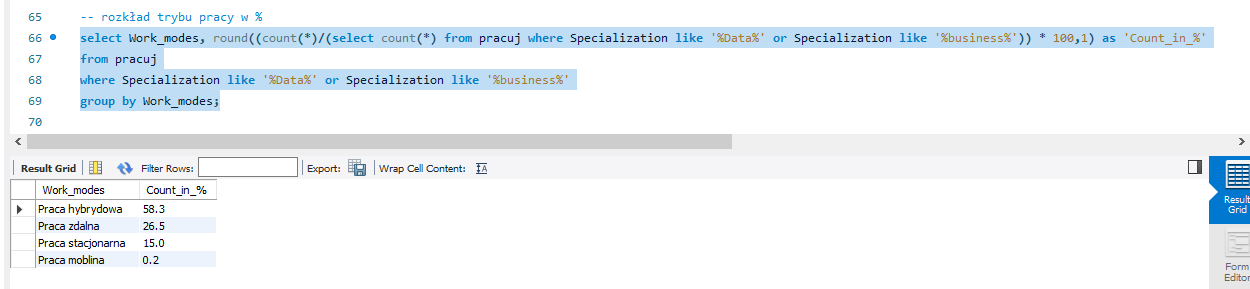 65 -- rozkład trybu pracy w %
66 select Work_modes, round((count(*)/(select count(*) from pracuj where Specialization like '%Data%' or Specialization like '%business%')) * 100,1) as 'Count_in_%'
67 from pracuj
68 where Specialization like '%Data%' or Specialization like '%business%'
69 group by Work_modes;
70
Result Grid Filter Rows: Export: Wrap Cell Content:
Work_modes Count_in_%
Praca hybrydowa 58.3
Praca zdalna 26.5
Praca stacjonarna 15.0
Praca moblina 0.2
Result
Grid
Form
Editor